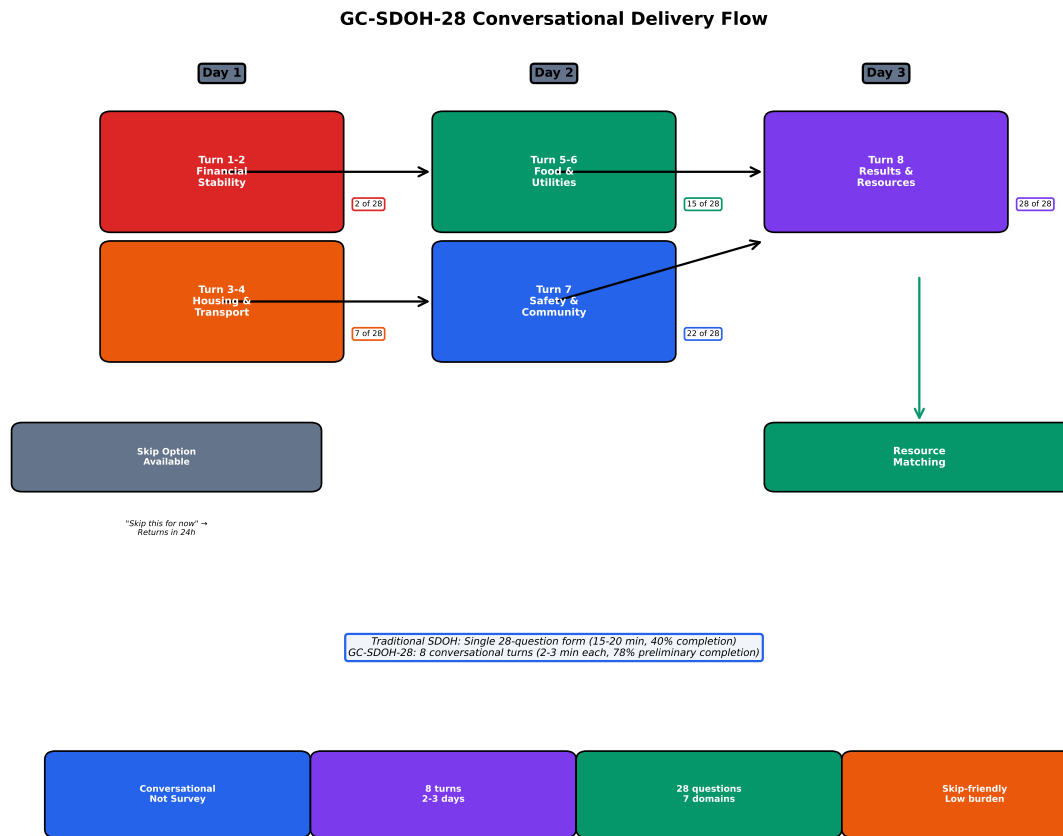 GC-SDOH-28 Conversational Delivery Flow
Day 1
Day 2
Day 3
Turn 1-2
Financial
Stability
2 of 28
Turn 5-6
Food &
Utilities
15 of 28
Turn 8
Results &
Resources
28 of 28
Turn 3-4
Housing &
Transport
7 of 28
Turn 7
Safety &
Community
22 of 28
Skip Option
Available
Resource
Matching
"Skip this for now" →
Returns in 24h
Traditional SDOH: Single 28-question form (15-20 min, 40% completion)
GC-SDOH-28: 8 conversational turns (2-3 min each, 78% preliminary completion)
Conversational
Not Survey
8 turns
2-3 days
28 questions
7 domains
Skip-friendly
Low burden